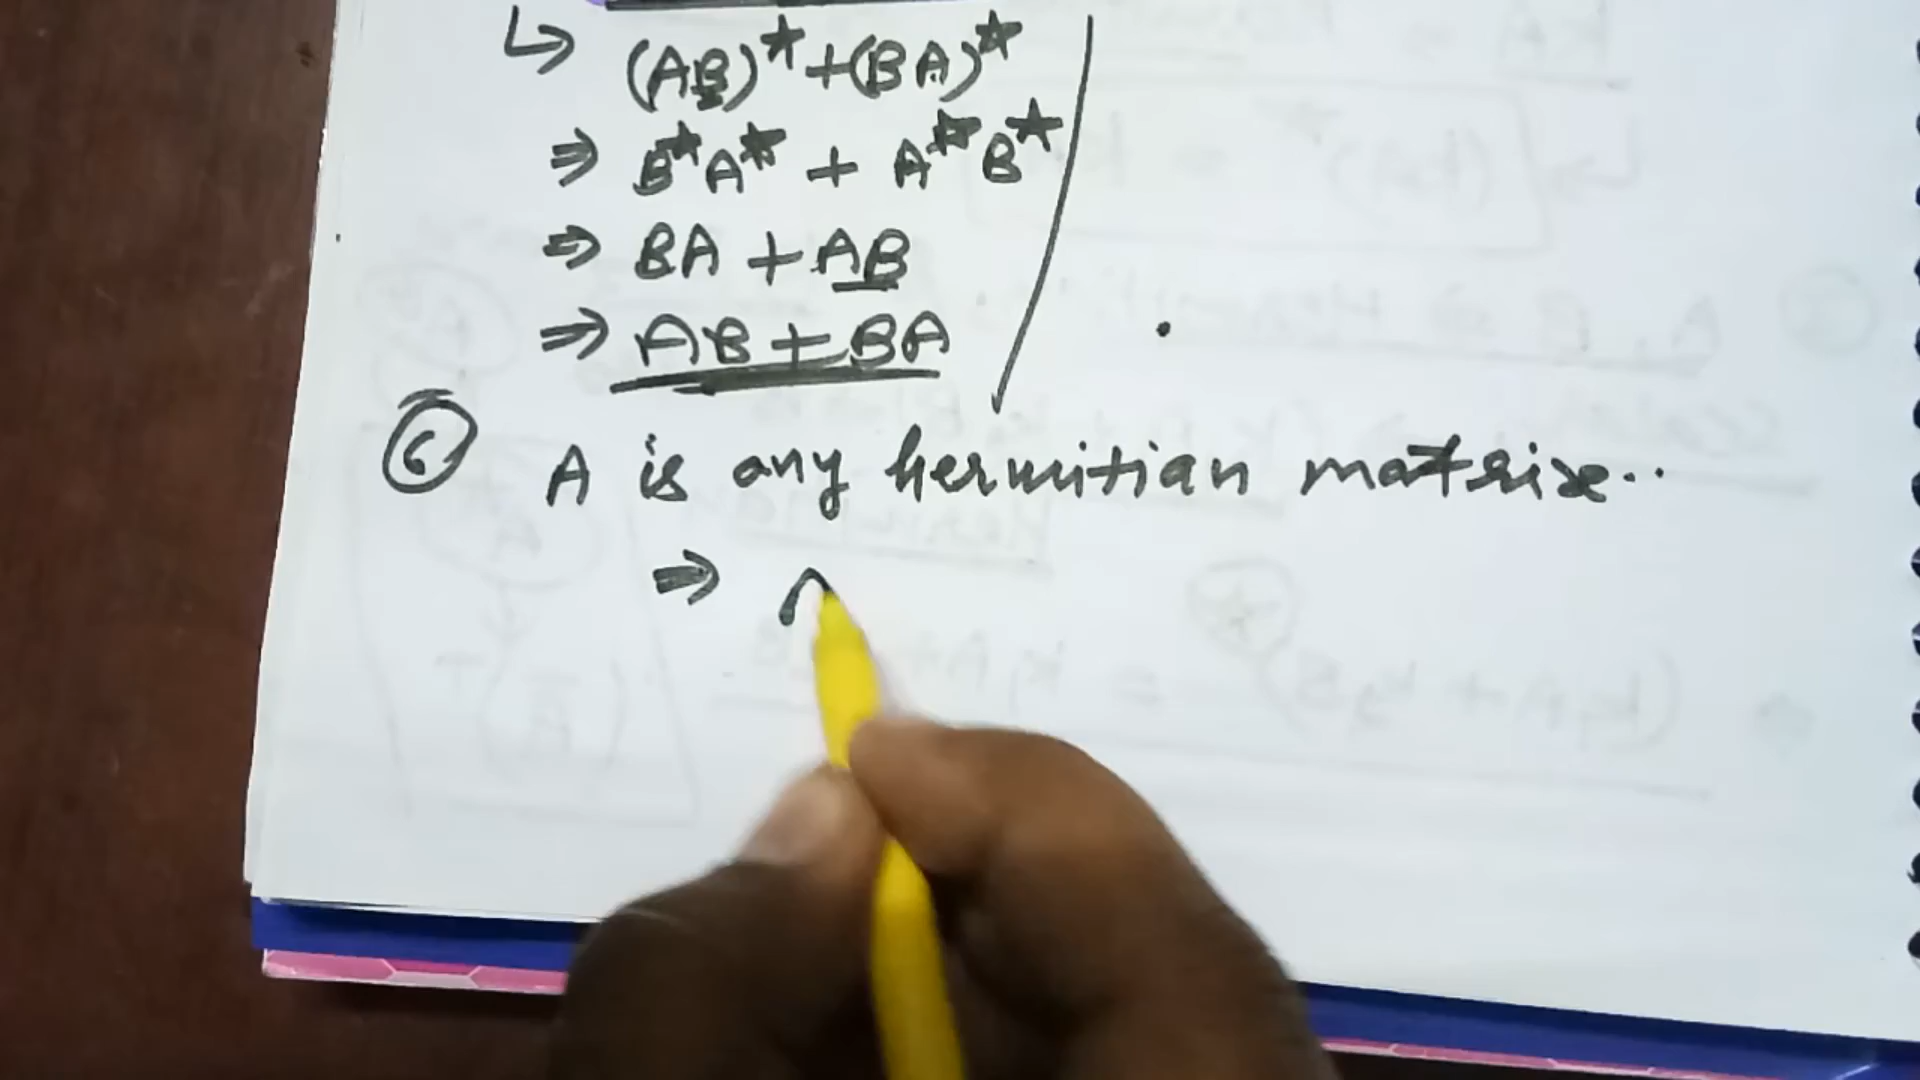 ↳ (AB)★+(BA)★
⇒ B★A★ + A★B★
⇒ BA + AB
⇒ AB + BA
⑥ A is any hermitian matrix..
⇒